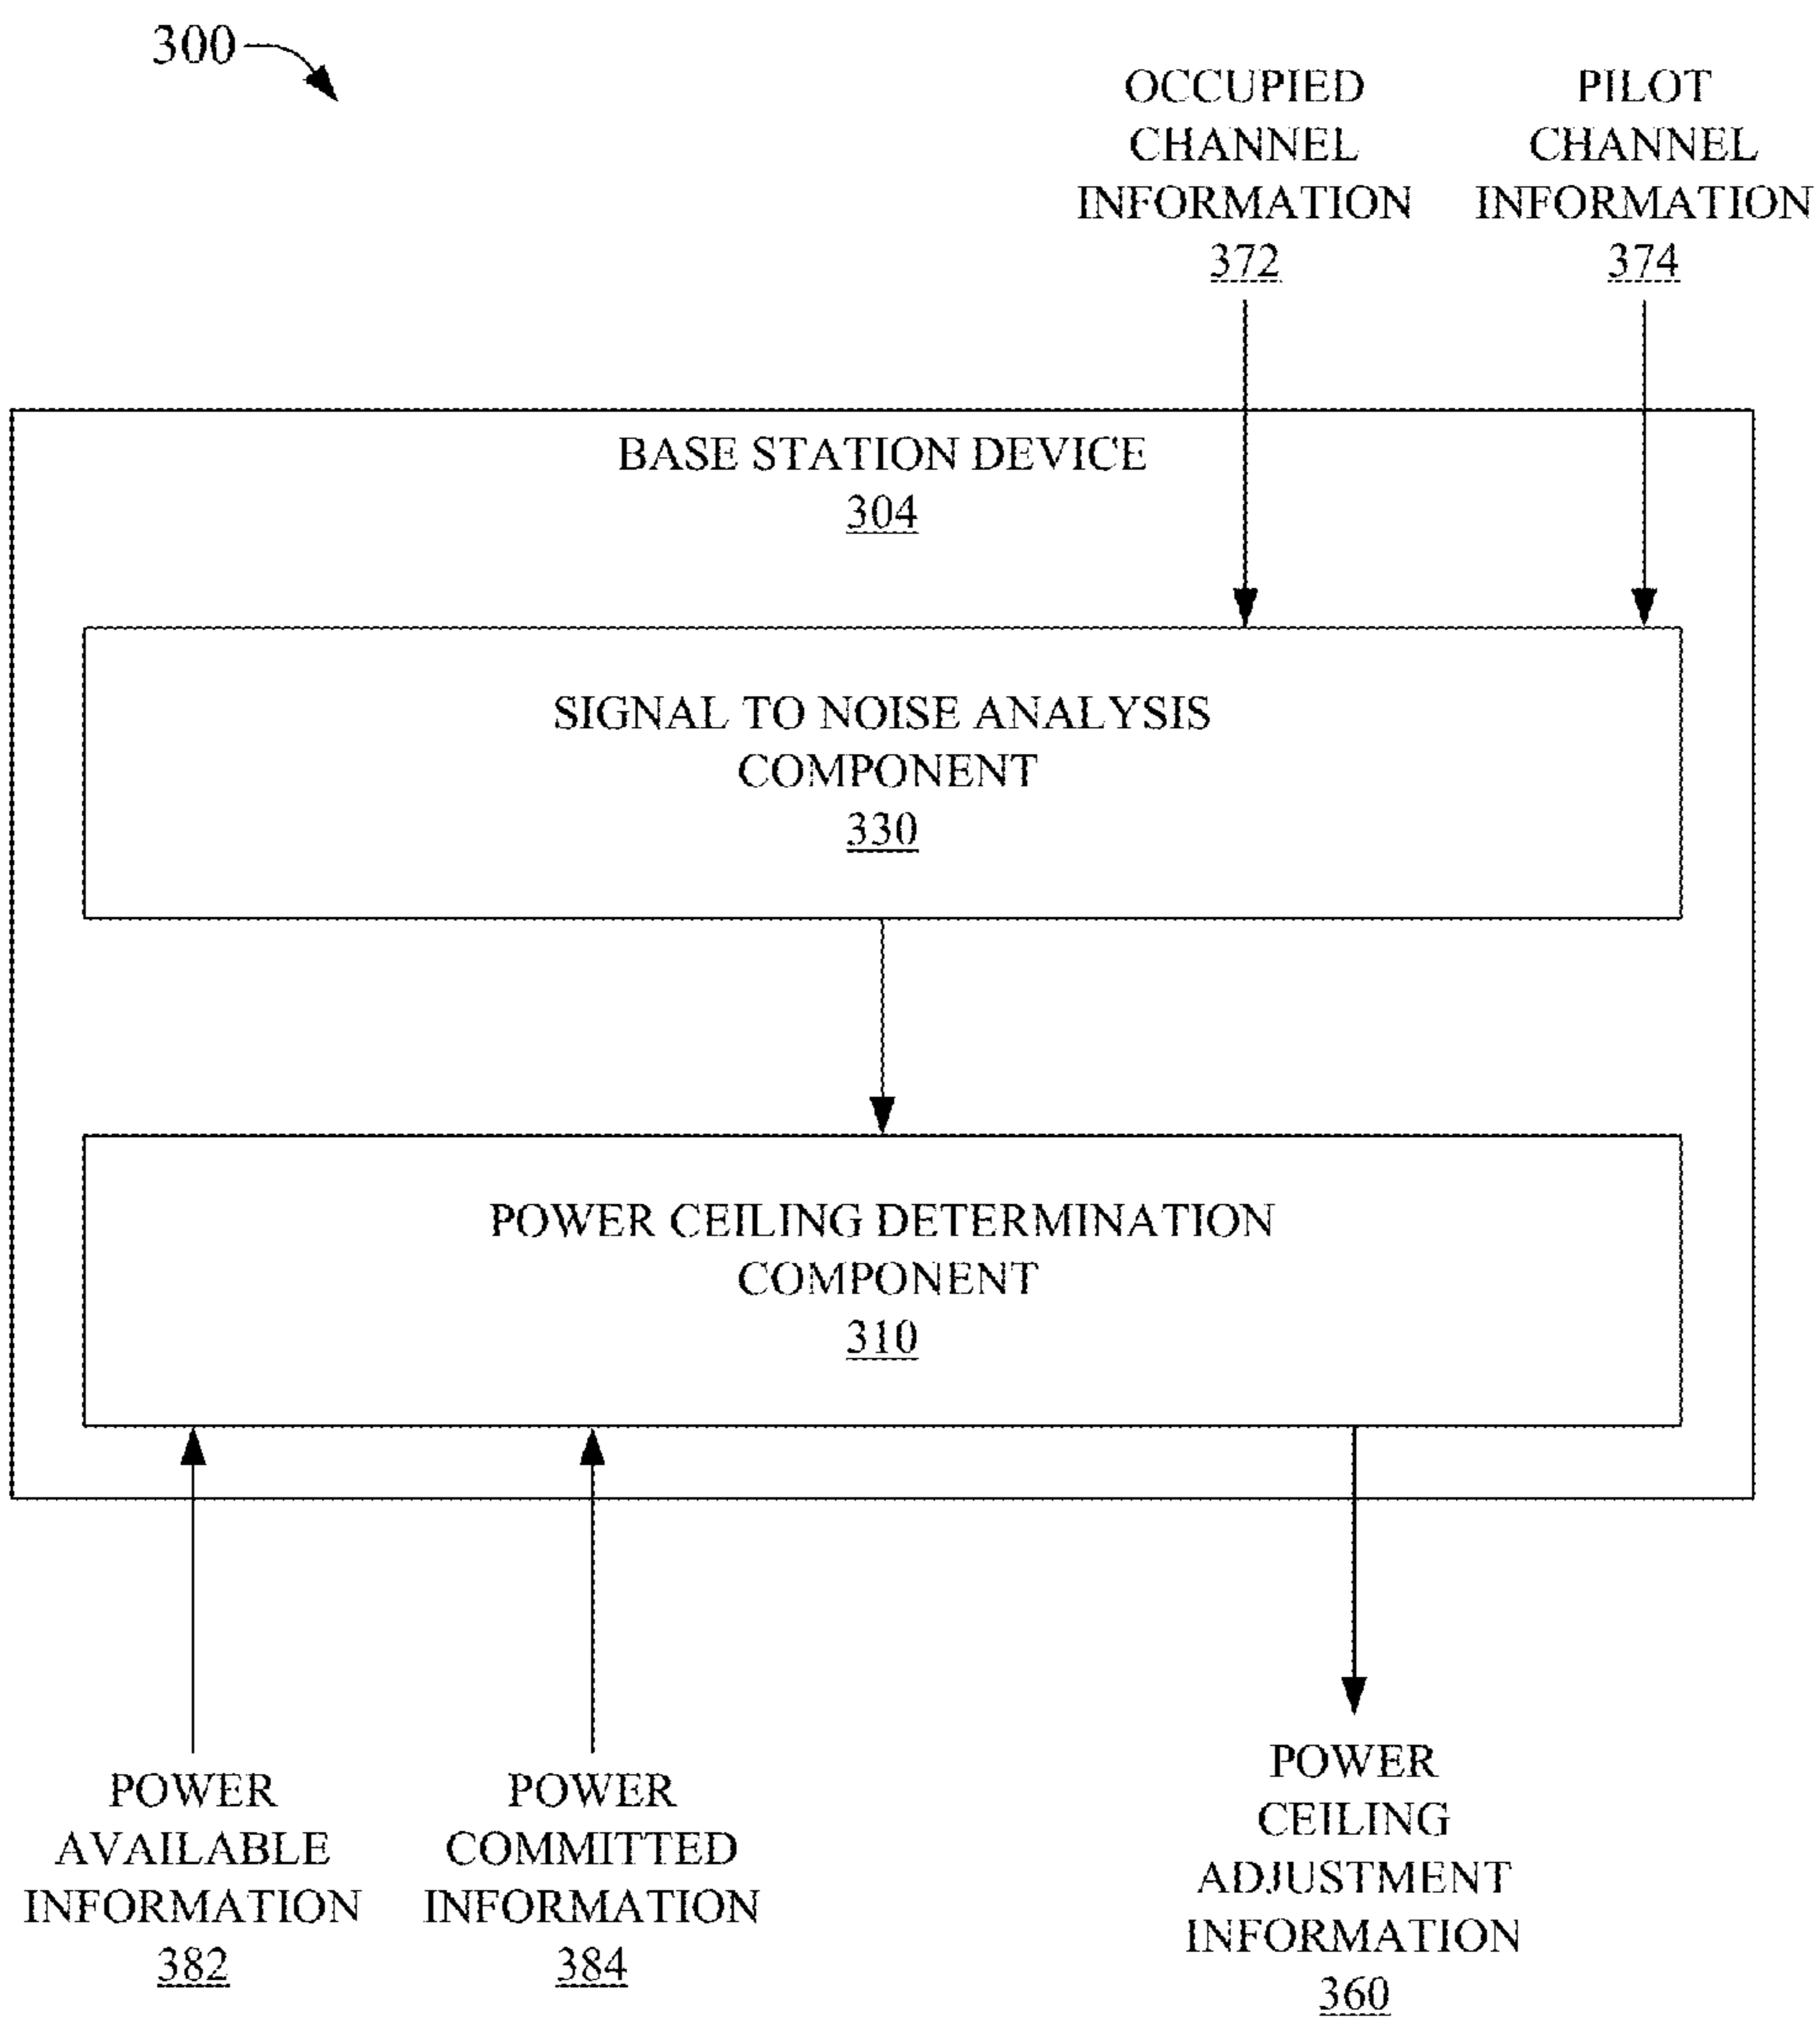 300
OCCUPIED
CHANNEL
INFORMATION
372
PILOT
CHANNEL
INFORMATION
374
BASE STATION DEVICE
304
SIGNAL TO NOISE ANALYSIS
COMPONENT
330
POWER CEILING DETERMINATION
COMPONENT
310
POWER
AVAILABLE
INFORMATION
382
POWER
COMMITTED
INFORMATION
384
POWER
CEILING
ADJUSTMENT
INFORMATION
360